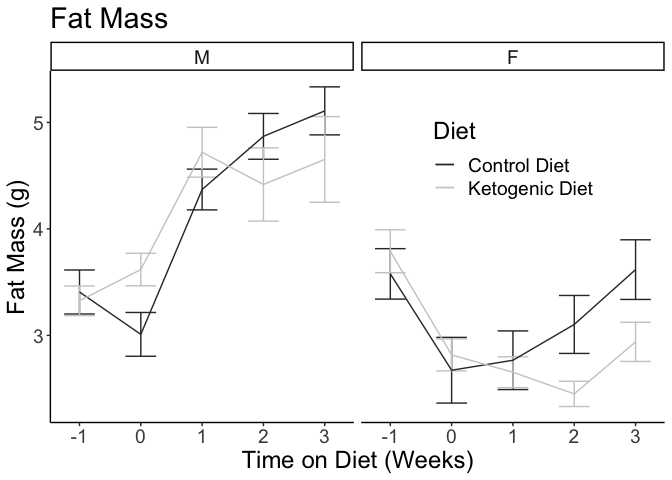 Fat Mass
M
F
Diet
Control Diet
Ketogenic Diet
Fat Mass (g)
5
4
3
-1 0 1 2 3 -1 0 1 2 3
Time on Diet (Weeks)